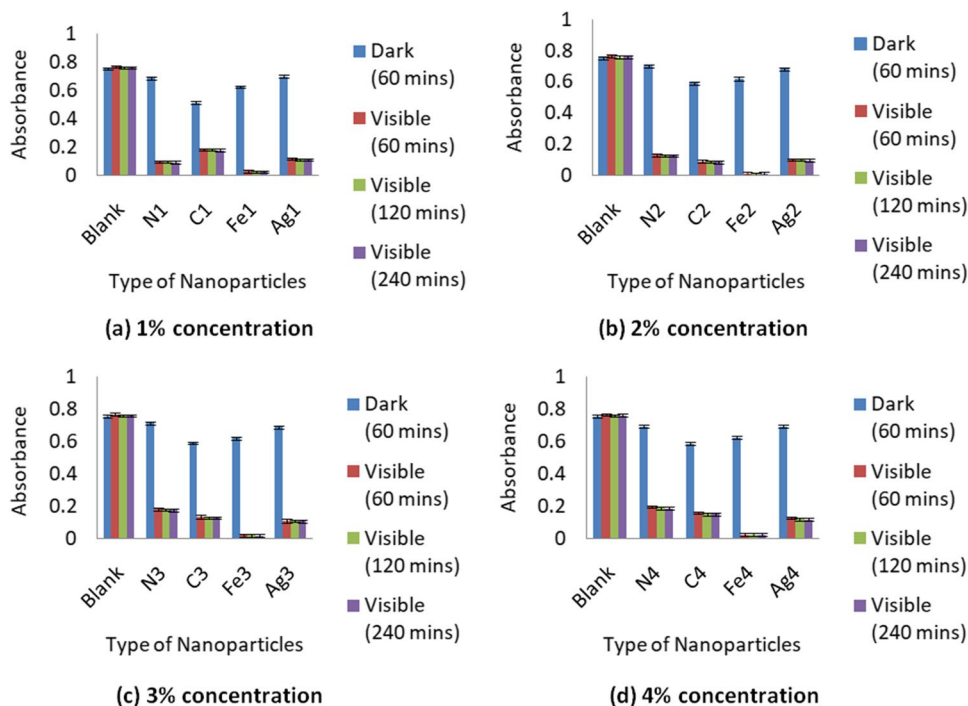 Absorbance
1
0.8
0.6
0.4
0.2
0
Blank
N1
C1
Fe1
Ag1
Type of Nanoparticles
Dark
(60 mins)
Visible
(60 mins)
Visible
(120 mins)
Visible
(240 mins)
(a) 1% concentration
Absorbance
1
0.8
0.6
0.4
0.2
0
Blank
N2
C2
Fe2
Ag2
Type of Nanoparticles
Dark
(60 mins)
Visible
(60 mins)
Visible
(120 mins)
Visible
(240 mins)
(b) 2% concentration
Absorbance
1
0.8
0.6
0.4
0.2
0
Blank
N3
C3
Fe3
Ag3
Type of Nanoparticles
Dark
(60 mins)
Visible
(60 mins)
Visible
(120 mins)
Visible
(240 mins)
(c) 3% concentration
Absorbance
1
0.8
0.6
0.4
0.2
0
Blank
N4
C4
Fe4
Ag4
Type of Nanoparticles
Dark
(60 mins)
Visible
(60 mins)
Visible
(120 mins)
Visible
(240 mins)
(d) 4% concentration